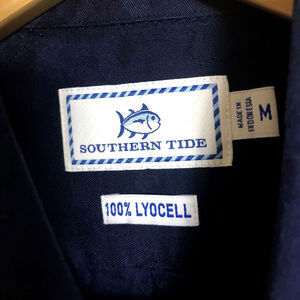 SOUTHERN TIDE
MADE IN
INDONESIA
M
100% LYOCELL